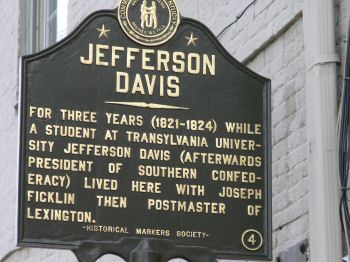 JEFFERSON
DAVIS
FOR THREE YEARS (1821-1824) WHILE
A STUDENT AT TRANSYLVANIA UNIVER-
SITY JEFFERSON DAVIS (AFTERWARDS
PRESIDENT OF SOUTHERN CONFED-
ERACY) LIVED HERE WITH JOSEPH
FICKLIN THEN POSTMASTER OF
LEXINGTON.
-HISTORICAL MARKERS SOCIETY-
4